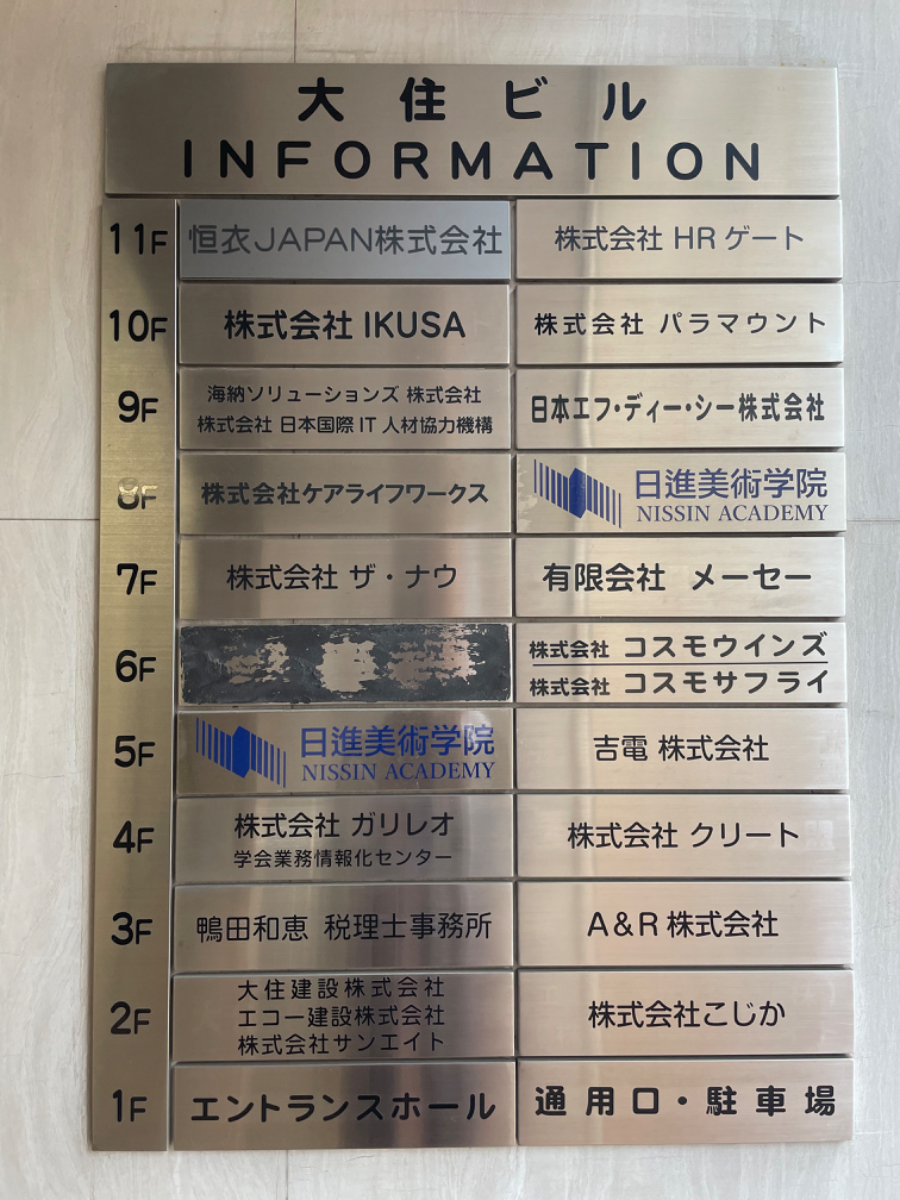 大住ビル
INFORMATION
11F 恒衣JAPAN株式会社 株式会社 HR ゲート
10F 株式会社 IKUSA 株式会社 パラマウント
9F 海納ソリューションズ 株式会社
株式会社 日本国際 IT 人材協力機構
日本エフ・ディー・シー株式会社
8F 株式会社ケアライフワークス 日進美術学院
NISSIN ACADEMY
7F 株式会社 ザ・ナウ 有限会社 メーセー
6F 株式会社 コスモウインズ
株式会社 コスモサフライ
5F 日進美術学院
NISSIN ACADEMY
吉電 株式会社
4F 株式会社 ガリレオ
学会業務情報化センター
株式会社 クリート
3F 鴨田和恵 税理士事務所 A&R 株式会社
2F 大住建設株式会社
エコー建設株式会社
株式会社サンエイト
株式会社こじか
1F エントランスホール 通用口・駐車場